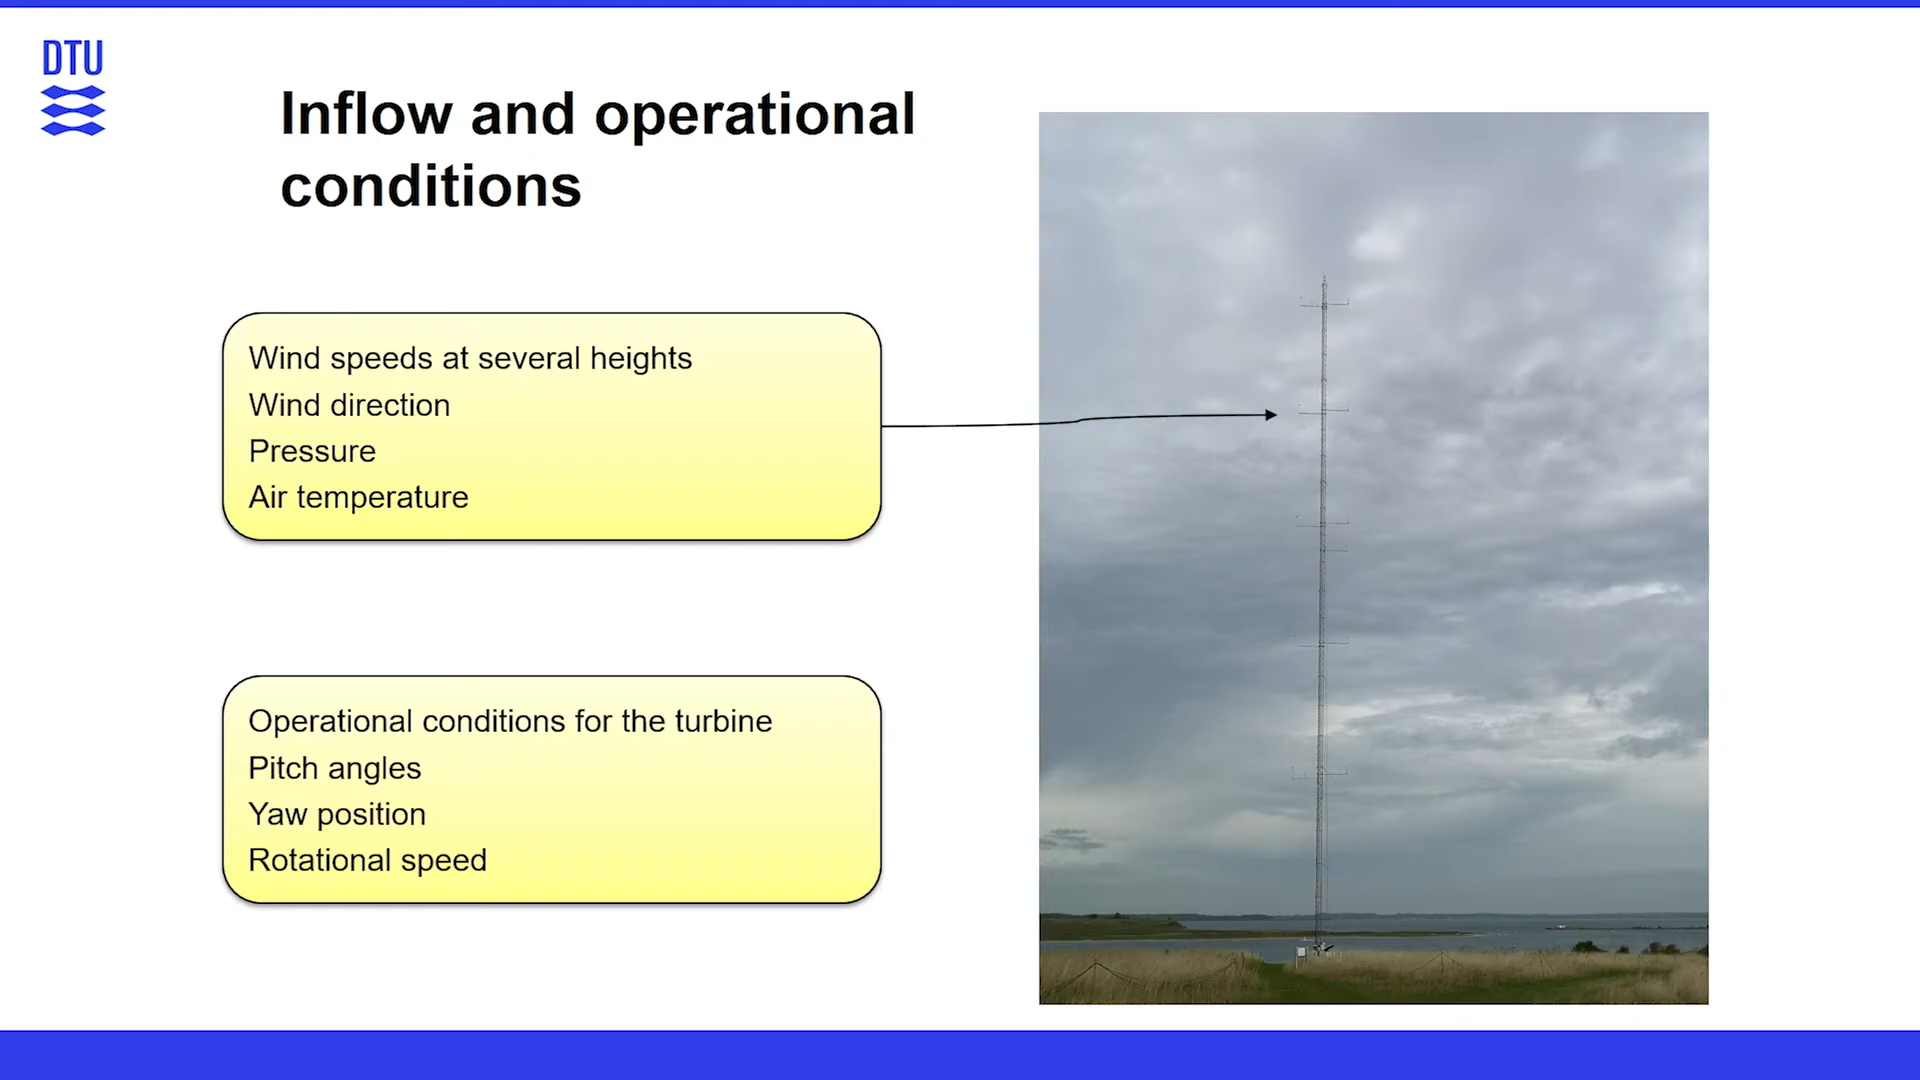 DTU
Inflow and operational
conditions
Wind speeds at several heights
Wind direction
Pressure
Air temperature
Operational conditions for the turbine
Pitch angles
Yaw position
Rotational speed